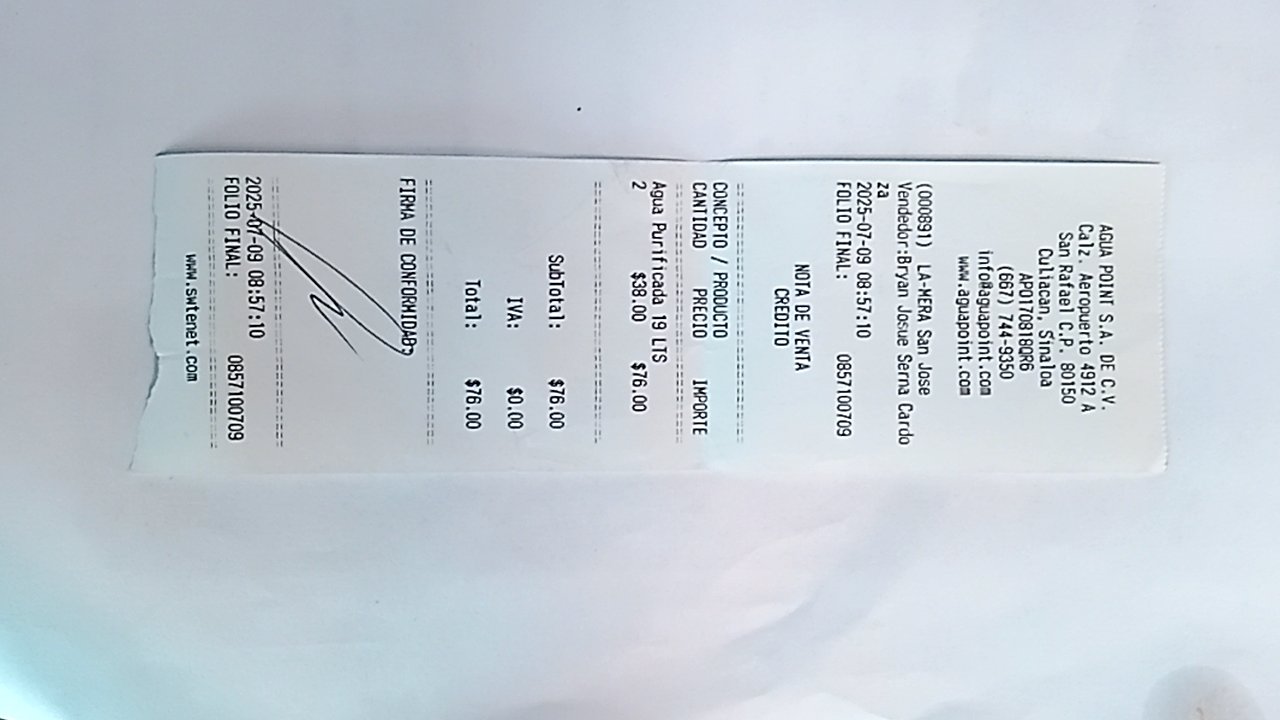 AGUA POINT S.A. DE C.V.
Calz. Aeropuerto 4912 A
San Rafael C.P. 80150
Culiacan, Sinaloa
APO170818QR6
(667) 744-9350
info@aguapoint.com
www.aguapoint.com
(000891) LA-MERA San Jose
Vendedor:Bryan Josue Serna Cardo
za
2025-07-09 08:57:10
FOLIO FINAL: 0857100709
NOTA DE VENTA
CREDITO
================================
CONCEPTO / PRODUCTO
CANTIDAD PRECIO IMPORTE
================================
Agua Purificada 19 LTS
2 $38.00 $76.00
================================
SubTotal: $76.00
IVA: $0.00
Total: $76.00
================================
FIRMA DE CONFORMIDAD:
================================
2025-07-09 08:57:10
FOLIO FINAL: 0857100709
================================
www.swtenet.com